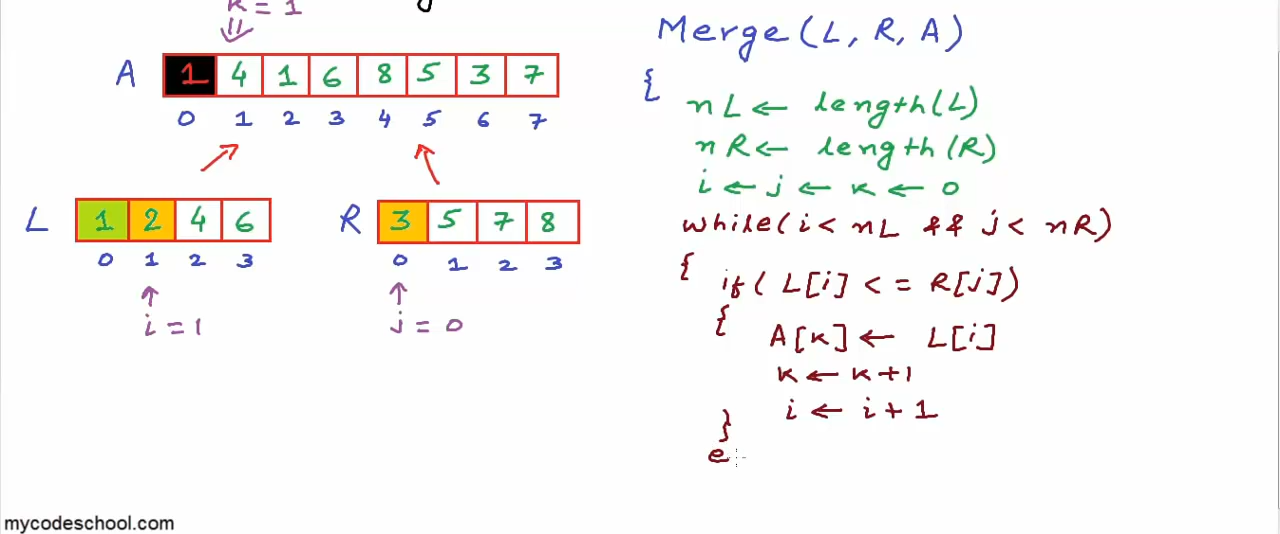 k = 1
A 1 4 1 6 8 5 3 7
0 1 2 3 4 5 6 7
L 1 2 4 6
0 1 2 3
i = 1
R 3 5 7 8
0 1 2 3
j = 0
Merge(L, R, A)
{
nL ← length(L)
nR ← length(R)
i ← j ← k ← 0
while(i < nL && j < nR)
{ if( L[i] <= R[j])
{ A[k] ← L[i]
k ← k+1
i ← i+1
}
e
mycodeschool.com